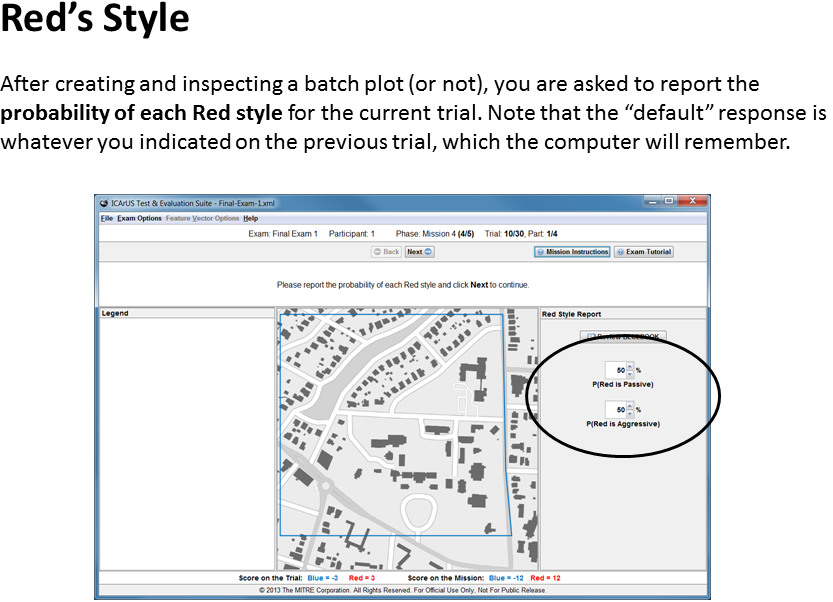 Red’s Style
After creating and inspecting a batch plot (or not), you are asked to report the
probability of each Red style for the current trial. Note that the “default” response is
whatever you indicated on the previous trial, which the computer will remember.
ICArUS Test & Evaluation Suite - Final-Exam-1.xml
File Exam Options Feature Vector Options Help
Exam: Final Exam 1 Participant: 1 Phase: Mission 4 (4/5) Trial: 10/30, Part: 1/4
Back Next Mission Instructions Exam Tutorial
Please report the probability of each Red style and click Next to continue.
Legend
Red Style Report
Review BLUEBOOK
50 %
P(Red is Passive)
50 %
P(Red is Aggressive)
Score on the Trial: Blue = -3 Red = 3 Score on the Mission: Blue = -12 Red = 12
© 2013 The MITRE Corporation. All Rights Reserved. For Official Use Only, Not For Public Release.